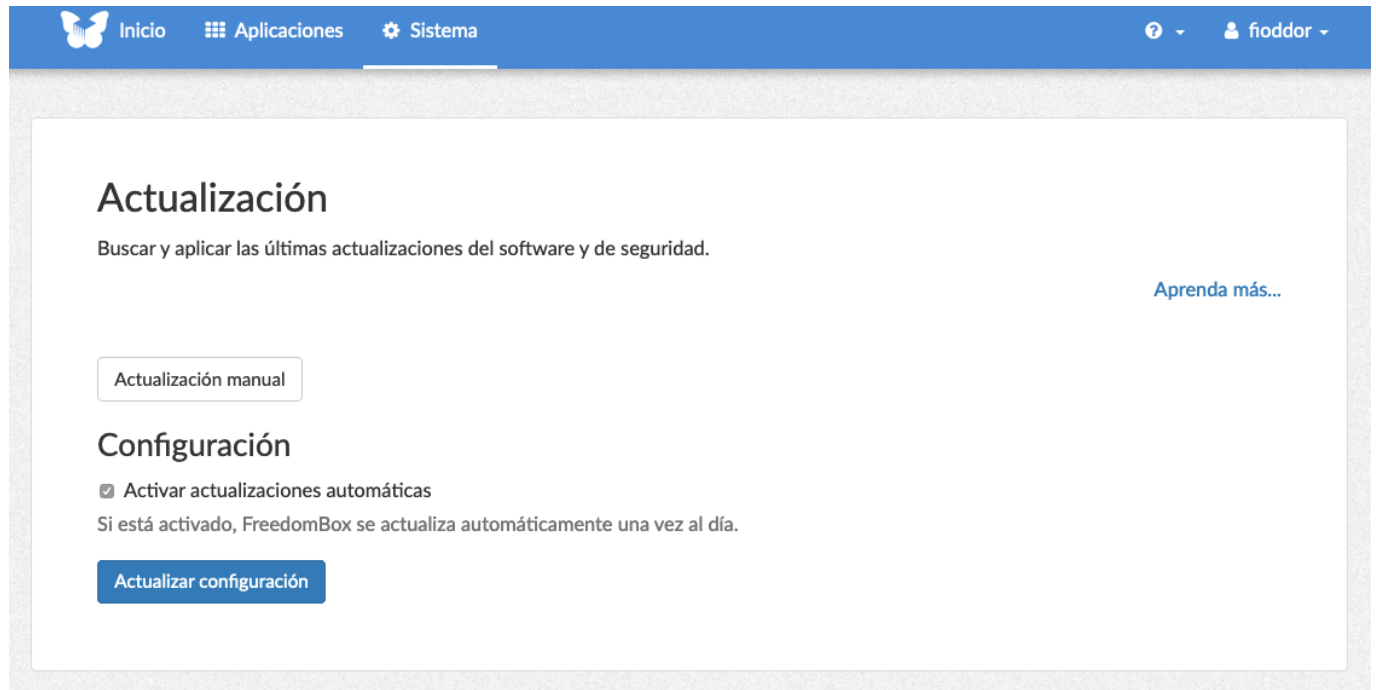 Inicio Aplicaciones Sistema fioddor
Actualización
Buscar y aplicar las últimas actualizaciones del software y de seguridad.
Aprenda más...
Actualización manual
Configuración
Activar actualizaciones automáticas
Si está activado, FreedomBox se actualiza automáticamente una vez al día.
Actualizar configuración